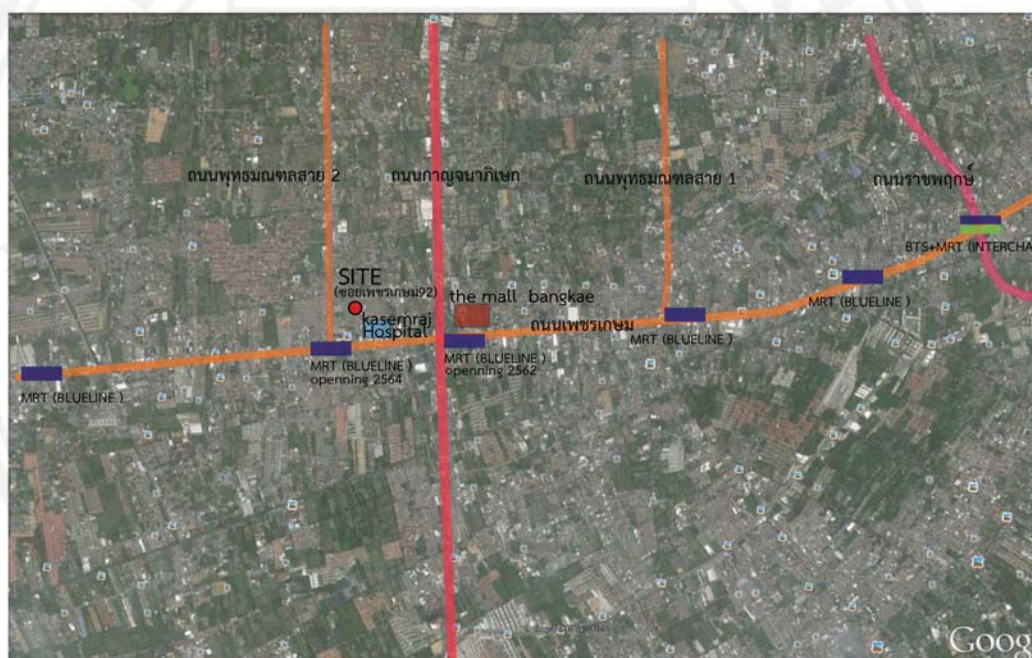 ถนนพุทธมณฑลสาย 2
ถนนกาญจนาภิเษก
ถนนพุทธมณฑลสาย 1
ถนนราชพฤกษ์
BTS+MRT (INTERCHA
SITE
(ซอยเพชรเกษม92)
the mall bangkae
kasemraj
Hospital
ถนนเพชรเกษม
MRT (BLUELINE )
MRT (BLUELINE )
MRT (BLUELINE )
openning 2564
MRT (BLUELINE )
openning 2562
MRT (BLUELINE )
Goog